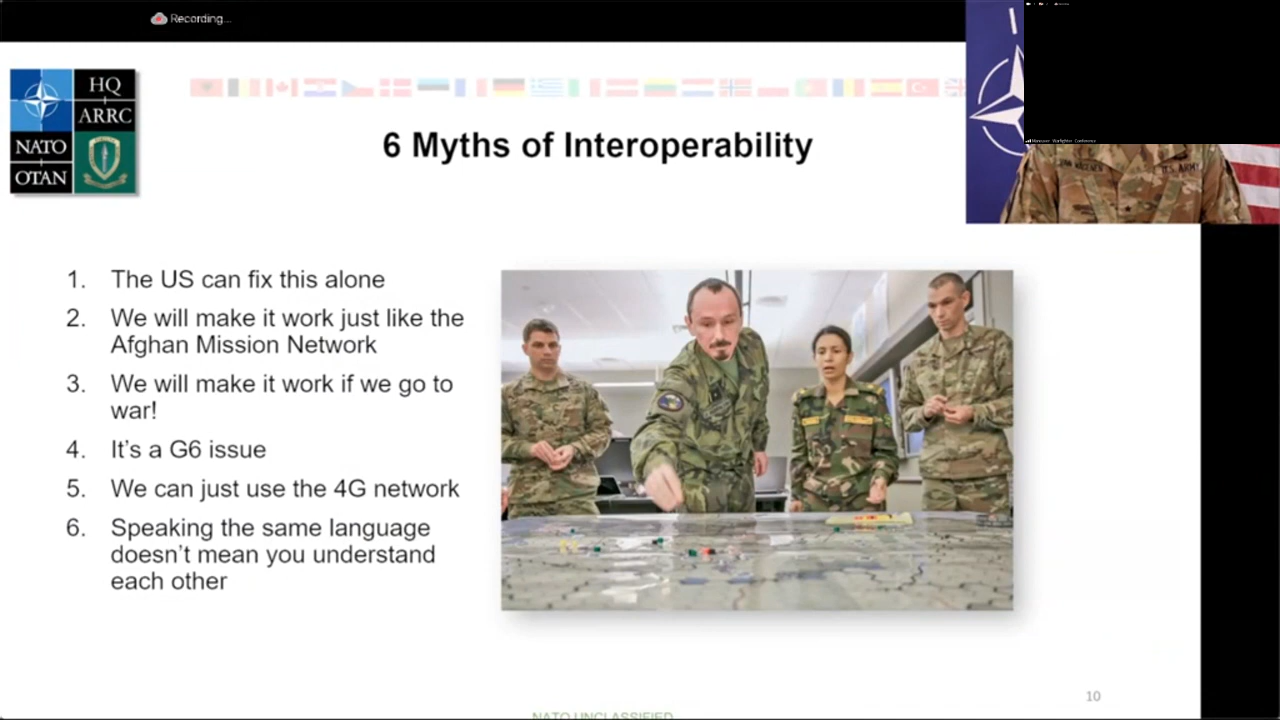 Recording...
HQ
ARRC
NATO
OTAN
6 Myths of Interoperability
Maneuver Warfighter Conference
U.S. ARMY
1. The US can fix this alone
2. We will make it work just like the
Afghan Mission Network
3. We will make it work if we go to
war!
4. It's a G6 issue
5. We can just use the 4G network
6. Speaking the same language
doesn't mean you understand
each other
10
NATO UNCLASSIFIED